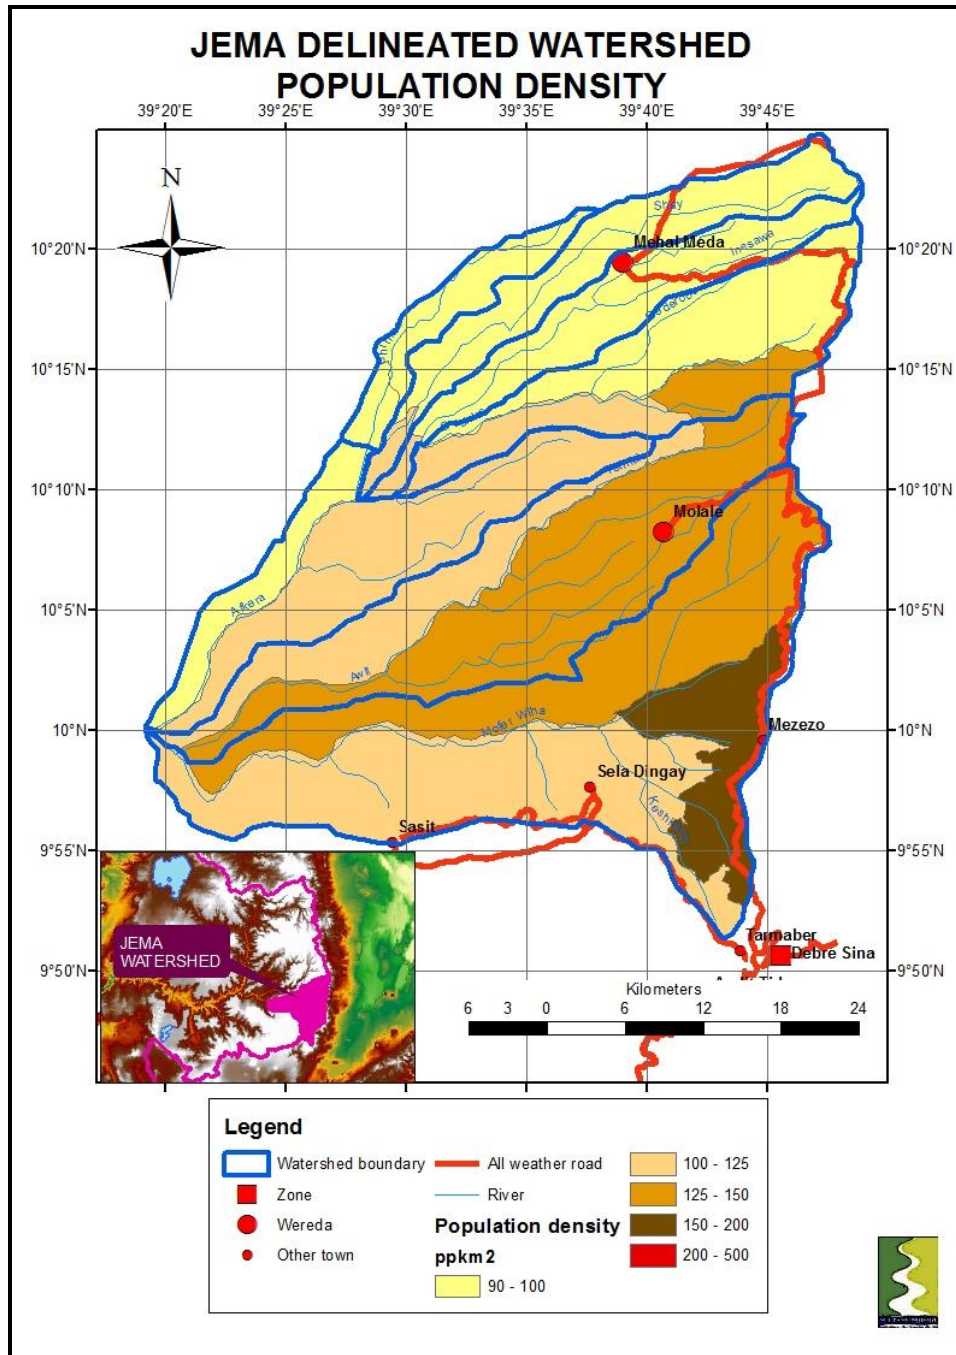 JEMA DELINEATED WATERSHED
POPULATION DENSITY
39°20'E 39°25'E 39°30'E 39°35'E 39°40'E 39°45'E
N
Shay
Mehal Meda
10°20'N 10°20'N
10°15'N 10°15'N
10°10'N 10°10'N
Molale
10°5'N 10°5'N
Adkera
Awil
Mofer Wiha
10°N 10°N
Mezezo
Sela Dingay
Sasit
9°55'N 9°55'N
Tarmaber
Debre Sina
9°50'N 9°50'N
JEMA
WATERSHED
Kilometers
6 3 0 6 12 18 24
Legend
Watershed boundary
Zone
Wereda
Other town
All weather road
River
Population density
ppkm2
90 - 100
100 - 125
125 - 150
150 - 200
200 - 500